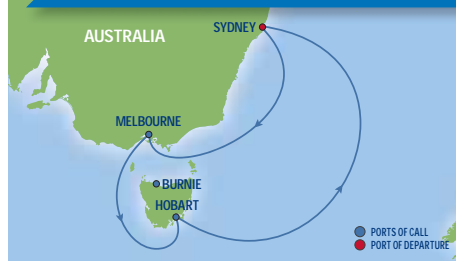 SYDNEY
AUSTRALIA
MELBOURNE
BURNIE
HOBART
PORTS OF CALL
PORT OF DEPARTURE